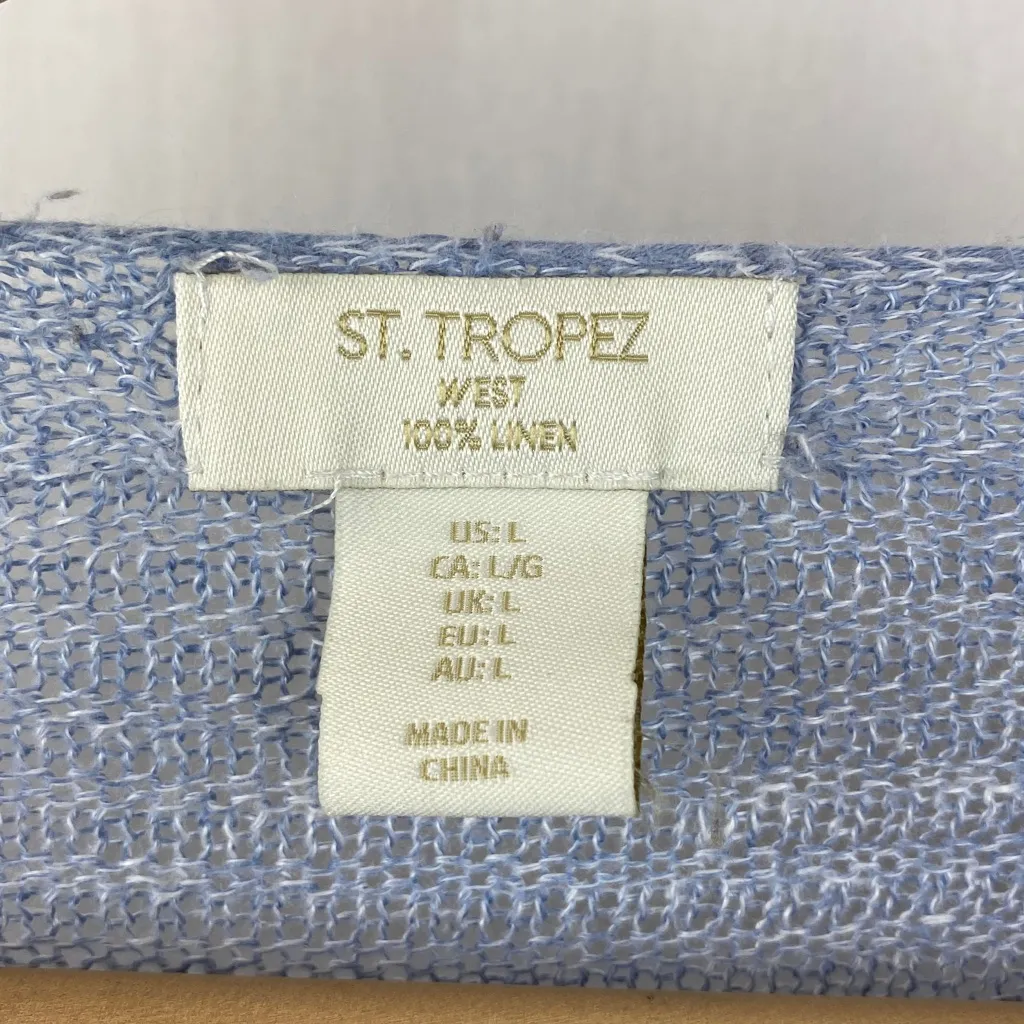 ST. TROPEZ
WEST
100% LINEN
US: L
CA: L/G
UK: L
EU: L
AU: L
MADE IN
CHINA